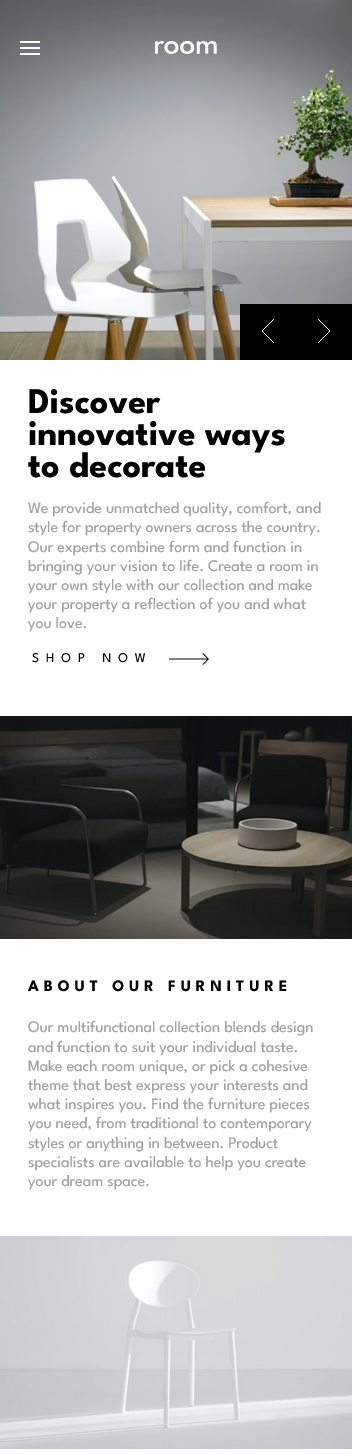 room
Discover
innovative ways
to decorate
We provide unmatched quality, comfort, and
style for property owners across the country.
Our experts combine form and function in
bringing your vision to life. Create a room in
your own style with our collection and make
your property a reflection of you and what
you love.
SHOP NOW
ABOUT OUR FURNITURE
Our multifunctional collection blends design
and function to suit your individual taste.
Make each room unique, or pick a cohesive
theme that best express your interests and
what inspires you. Find the furniture pieces
you need, from traditional to contemporary
styles or anything in between. Product
specialists are available to help you create
your dream space.